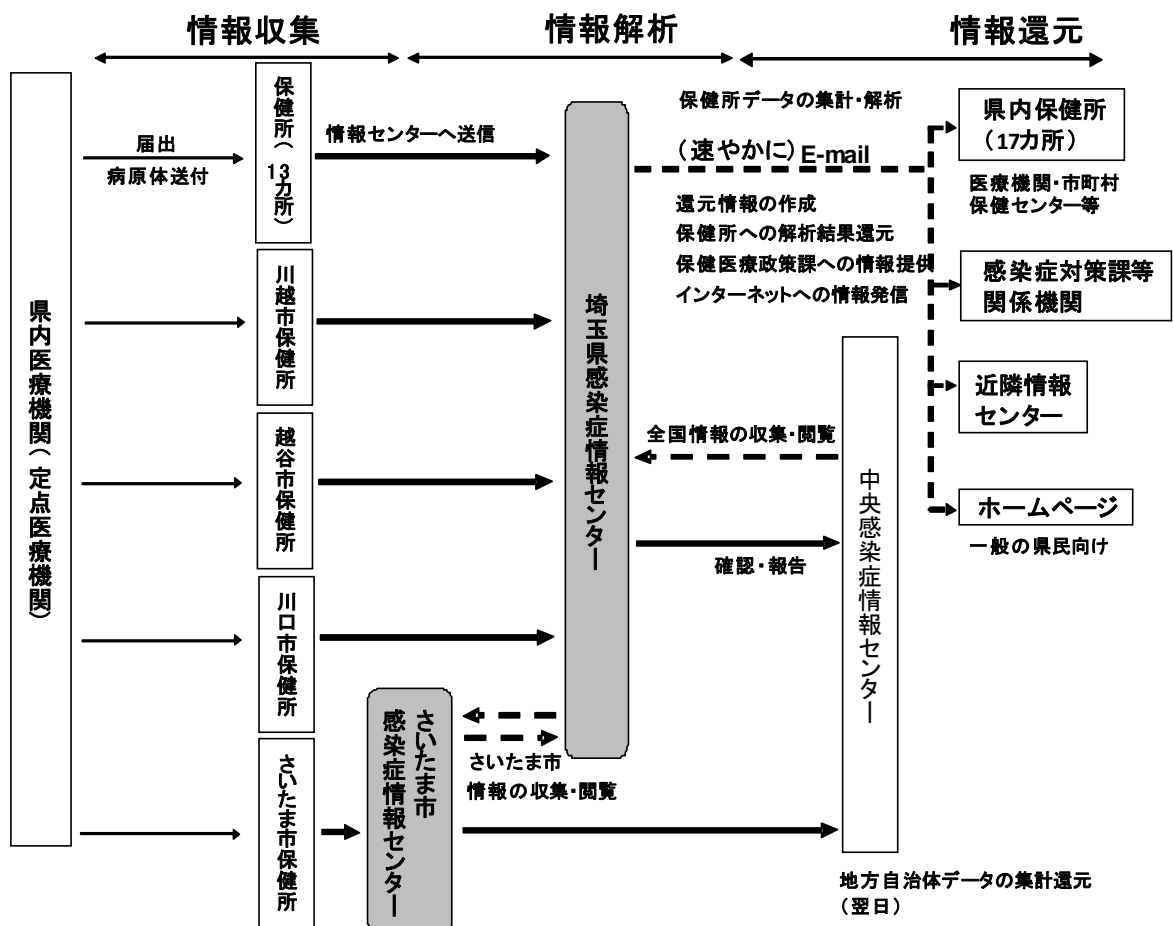 情報収集
情報解析
情報還元
県内医療機関(定点医療機関)
届出
病原体送付
保健所(13カ所)
情報センターへ送信
川越市保健所
越谷市保健所
川口市保健所
さいたま市保健所
さいたま市
感染症情報センター
埼玉県感染症情報センター
さいたま市
情報の収集・閲覧
保健所データの集計・解析
(速やかに)E-mail
還元情報の作成
保健所への解析結果還元
保健医療政策課への情報提供
インターネットへの情報発信
全国情報の収集・閲覧
確認・報告
中央感染症情報センター
地方自治体データの集計還元
(翌日)
県内保健所
(17カ所)
医療機関・市町村
保健センター等
感染症対策課等
関係機関
近隣情報
センター
ホームページ
一般の県民向け